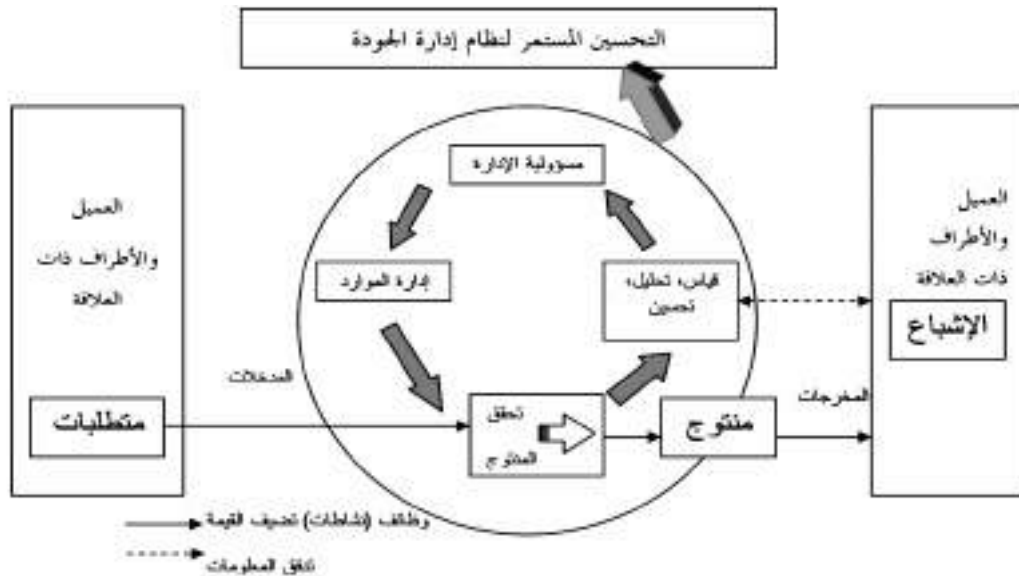 التحسين المستمر لنظام إدارة الجودة
مسؤولية الإدارة
العميل
والأطراف ذات
العلاقة
العميل
والأطراف
ذات العلاقة
إدارة الموارد
قياس، تحليل،
تحسين
الإشباع
المدخلات
المخرجات
متطلبات
تحقق
المنتوج
منتوج
وظائف (نشاطات) تضيف القيمة
تدفق المعلومات